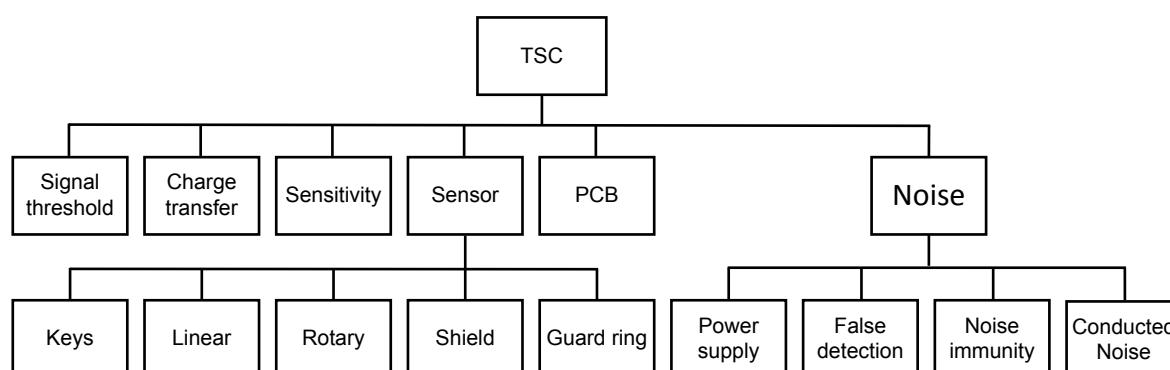 TSC
Signal
threshold
Charge
transfer
Sensitivity
Sensor
PCB
Noise
Keys
Linear
Rotary
Shield
Guard ring
Power
supply
False
detection
Noise
immunity
Conducted
Noise